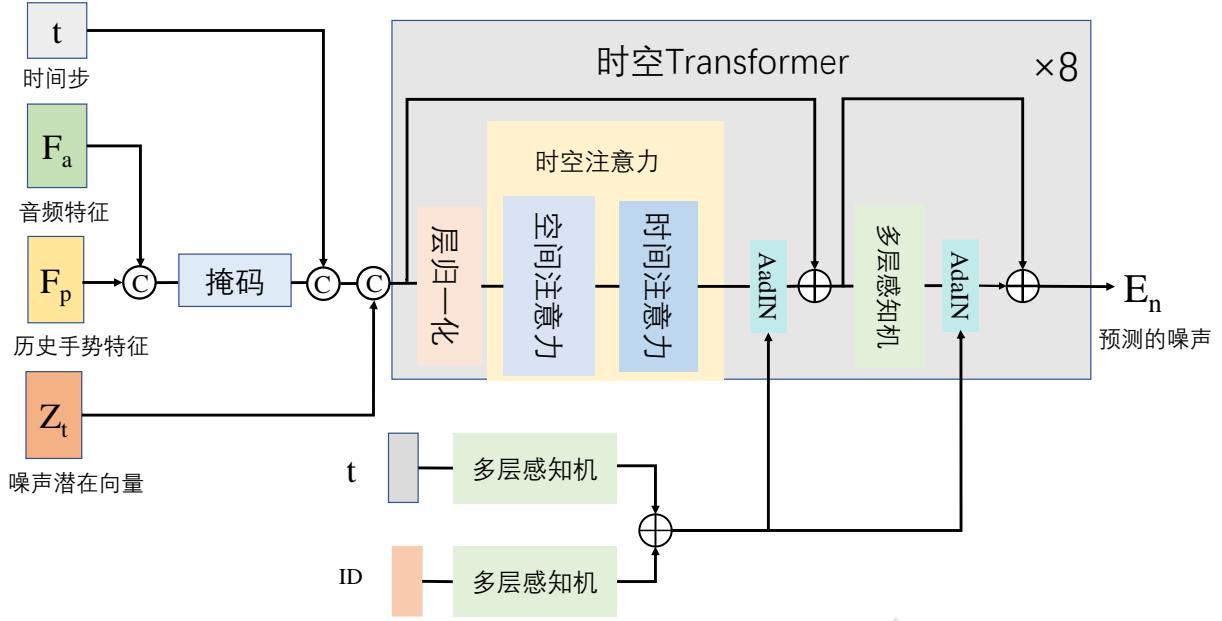 t
时间步
时空Transformer
×8
F_a
音频特征
时空注意力
层归一化
空间注意力
时间注意力
AadIN
多层感知机
AdaIN
F_p
历史手势特征
C
掩码
C
C
E_n
预测的噪声
Z_t
噪声潜在向量
t
多层感知机
ID
多层感知机